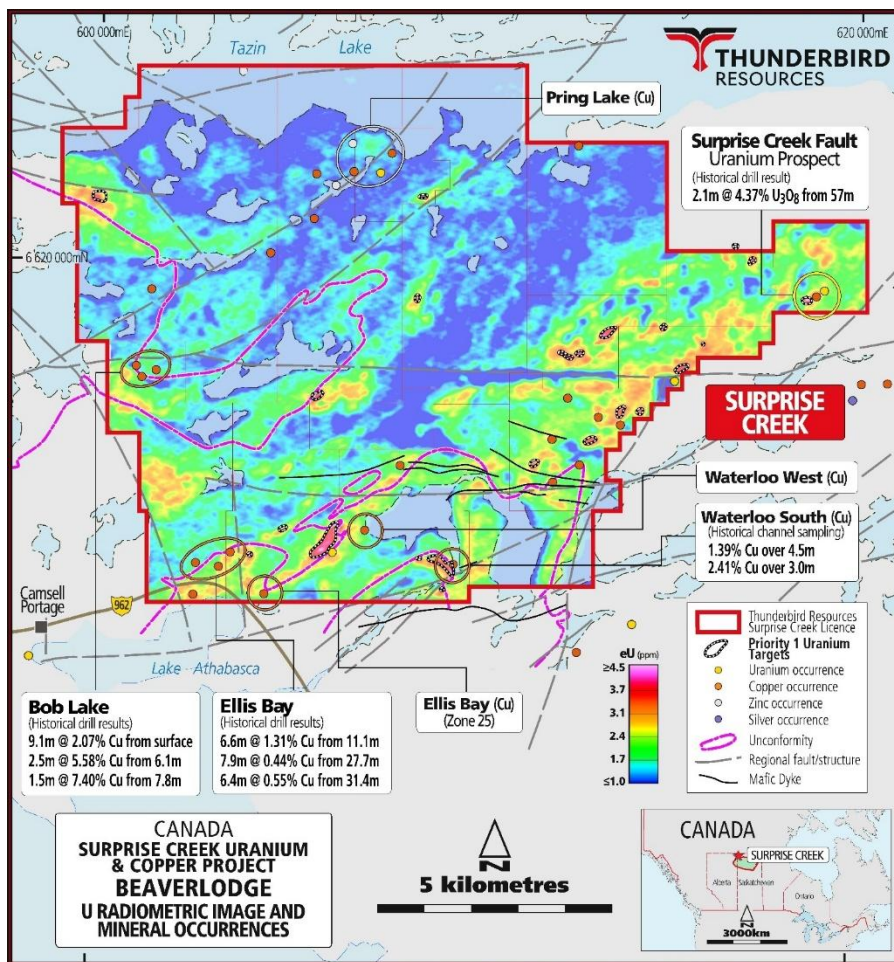 600 000mE
620 000mE
Tazin Lake
THUNDERBIRD
RESOURCES
Pring Lake (Cu)
Surprise Creek Fault
Uranium Prospect
(Historical drill result)
2.1m @ 4.37% U₃O₈ from 57m
6 620 000mN
SURPRISE
CREEK
Waterloo West (Cu)
Waterloo South (Cu)
(Historical channel sampling)
1.39% Cu over 4.5m
2.41% Cu over 3.0m
Camsell
Portage
962
Lake Athabasca
Bob Lake
(Historical drill results)
9.1m @ 2.07% Cu from surface
2.5m @ 5.58% Cu from 6.1m
1.5m @ 7.40% Cu from 7.8m
Ellis Bay
(Historical drill results)
6.6m @ 1.31% Cu from 11.1m
7.9m @ 0.44% Cu from 27.7m
6.4m @ 0.55% Cu from 31.4m
Ellis Bay (Cu)
(Zone 25)
eU (ppm)
≥4.5
3.7
3.1
2.4
1.7
≤1.0
Thunderbird Resources
Surprise Creek Licence
Priority 1 Uranium
Targets
Uranium occurrence
Copper occurrence
Zinc occurrence
Silver occurrence
Unconformity
Regional fault/structure
Mafic Dyke
CANADA
SURPRISE CREEK URANIUM
& COPPER PROJECT
BEAVERLODGE
U RADIOMETRIC IMAGE AND
MINERAL OCCURRENCES
N
5 kilometres
CANADA
SURPRISE CREEK
Alberta
Saskatchewan
Ontario
N
3000km